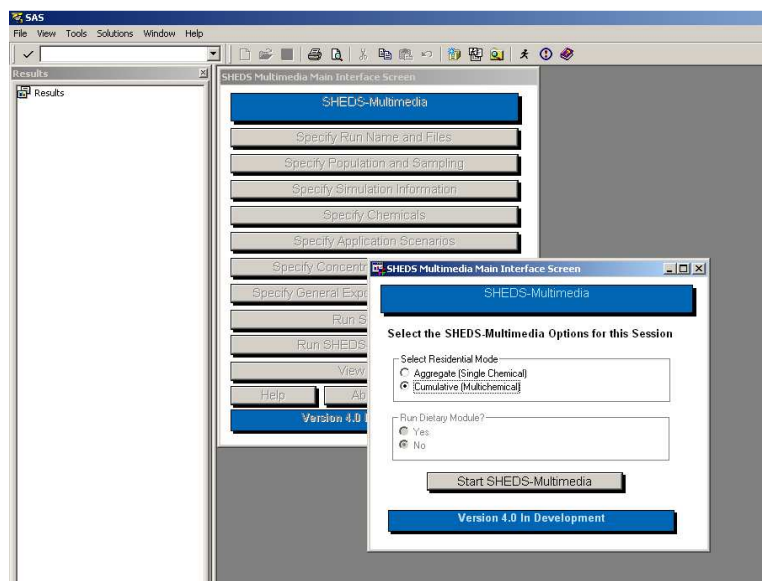 SAS
File View Tools Solutions Window Help
Results
Results
SHEDS Multimedia Main Interface Screen
SHEDS-Multimedia
Specify Run Name and Files
Specify Population and Sampling
Specify Simulation Information
Specify Chemicals
Specify Application Scenarios
Specify Concent
Specify General Exp
Run S
Run SHEDS
View
Help Ab
Version 4.0
SHEDS Multimedia Main Interface Screen
SHEDS-Multimedia
Select the SHEDS-Multimedia Options for this Session
Select Residential Mode
Aggregate (Single Chemical)
Cumulative (Multichemical)
Run Dietary Module?
Yes
No
Start SHEDS-Multimedia
Version 4.0 In Development